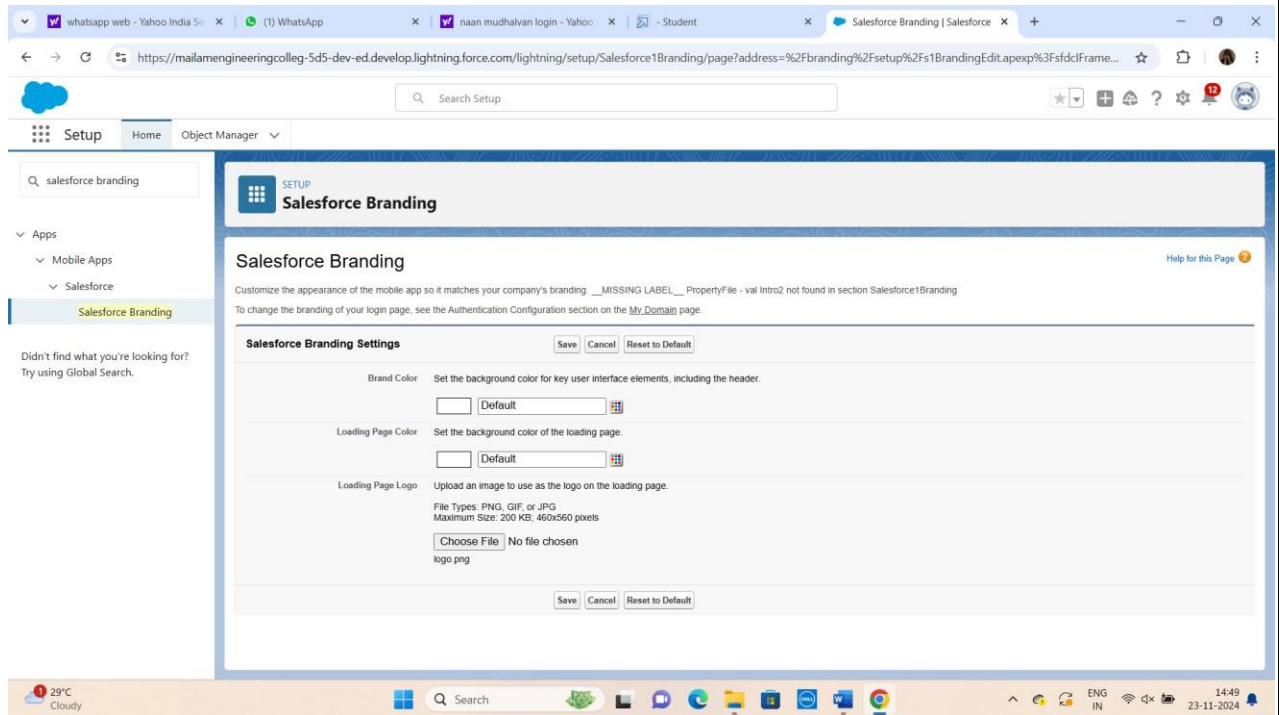 whatsapp web - Yahoo India Se
(1) WhatsApp
naan mudhalvan login - Yahoo
- Student
Salesforce Branding | Salesforce
https://mailamengineeringcolleg-5d5-dev-ed.develop.lightning.force.com/lightning/setup/Salesforce1Branding/page?address=%2Fbranding%2Fsetup%2Fs1BrandingEdit.apexp%3FsfdcIFrame...
Search Setup
12
Setup Home Object Manager
salesforce branding
SETUP
Salesforce Branding
Apps
Mobile Apps
Salesforce
Salesforce Branding
Didn't find what you're looking for?
Try using Global Search.
Salesforce Branding
Help for this Page
Customize the appearance of the mobile app so it matches your company's branding. __MISSING LABEL__ PropertyFile - val Intro2 not found in section Salesforce1Branding
To change the branding of your login page, see the Authentication Configuration section on the My Domain page.
Salesforce Branding Settings Save Cancel Reset to Default
Brand Color Set the background color for key user interface elements, including the header.
Default
Loading Page Color Set the background color of the loading page.
Default
Loading Page Logo Upload an image to use as the logo on the loading page.
File Types: PNG, GIF, or JPG
Maximum Size: 200 KB; 460x560 pixels
Choose File No file chosen
logo.png
Save Cancel Reset to Default
1
29°C
Cloudy
Search
ENG
IN
14:49
23-11-2024